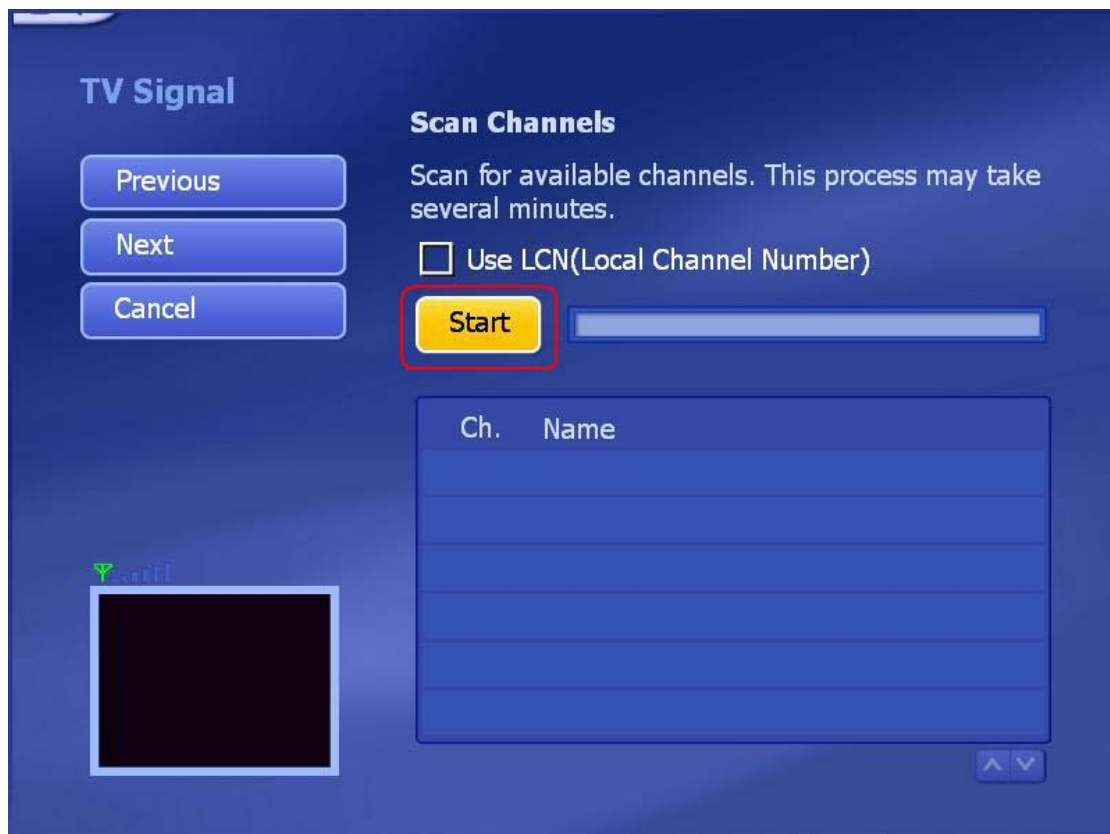 TV Signal
Previous
Next
Cancel
Scan Channels
Scan for available channels. This process may take
several minutes.
Use LCN(Local Channel Number)
Start
Ch. Name